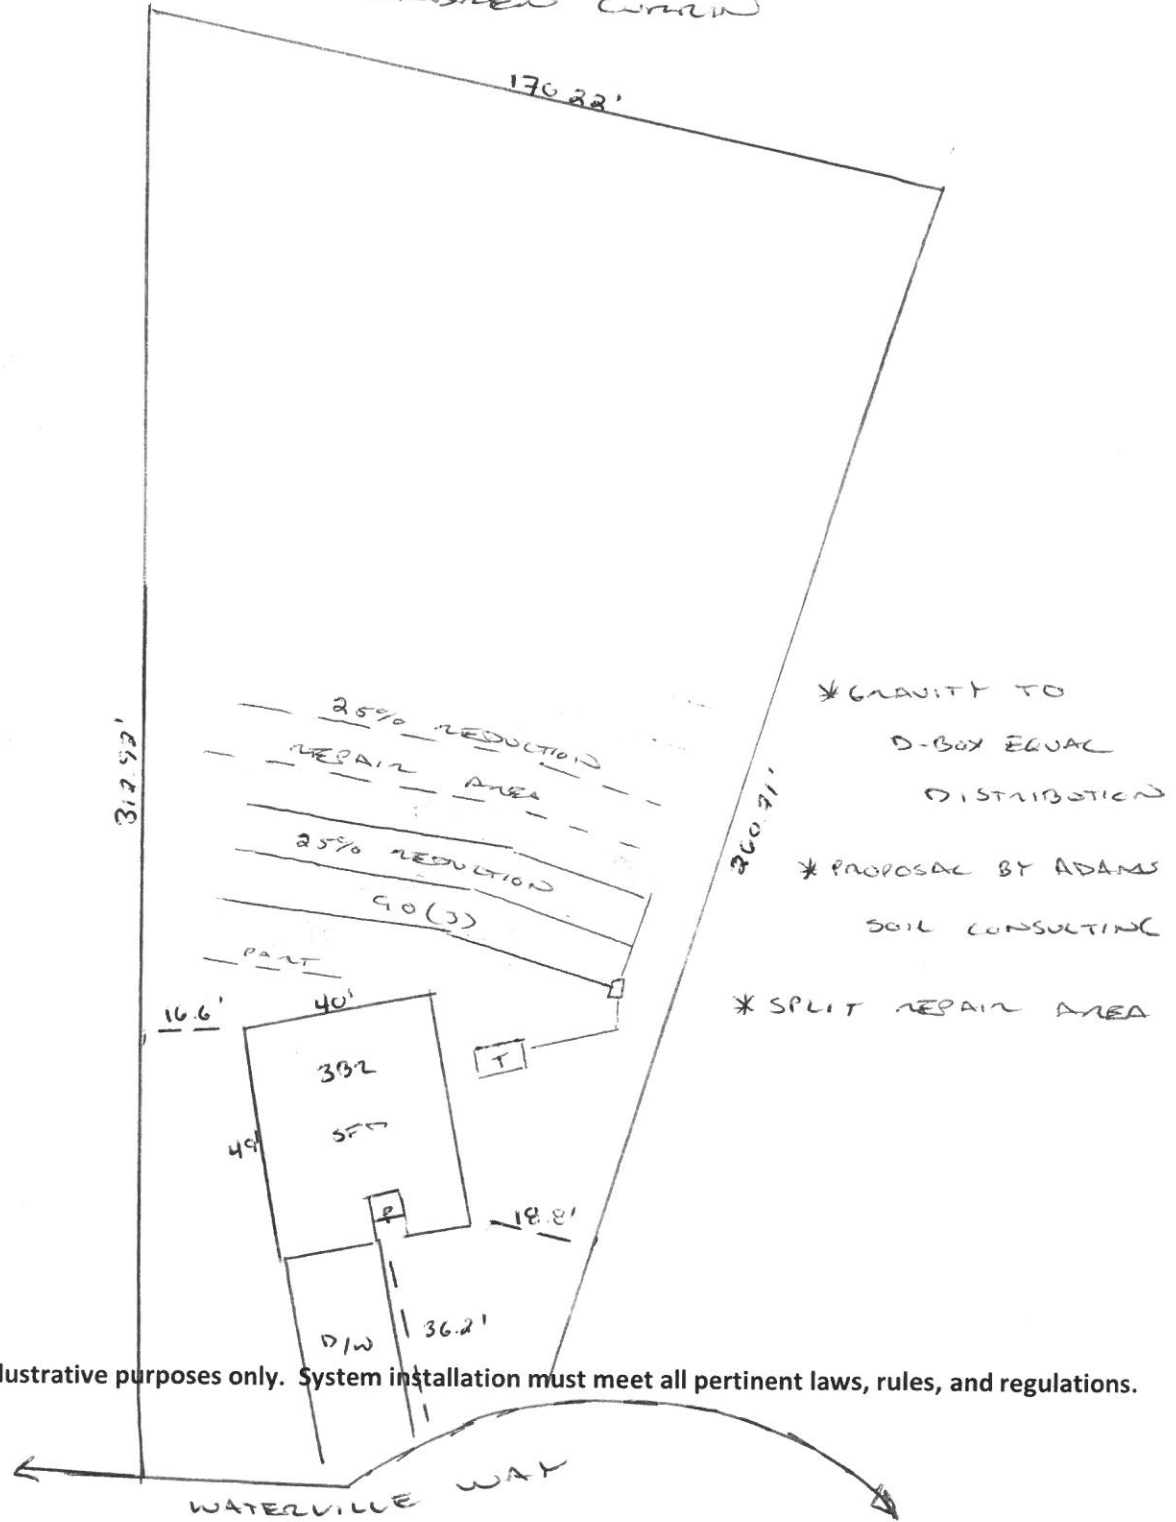 170.22'
312.92'
260.71'
25% REDUCTION
REPAIR AREA
25% REDUCTION
90(3)
PART
16.6'
40'
3BR
SFD
49'
T
P
18.8'
D/W
36.2'
* GRAVITY TO
D-BOX EQUAL
DISTRIBUTION
* PROPOSAL BY ADAMS
SOIL CONSULTING
* SPLIT REPAIR AREA
llustrative purposes only. System installation must meet all pertinent laws, rules, and regulations.
WATERVILLE WAY